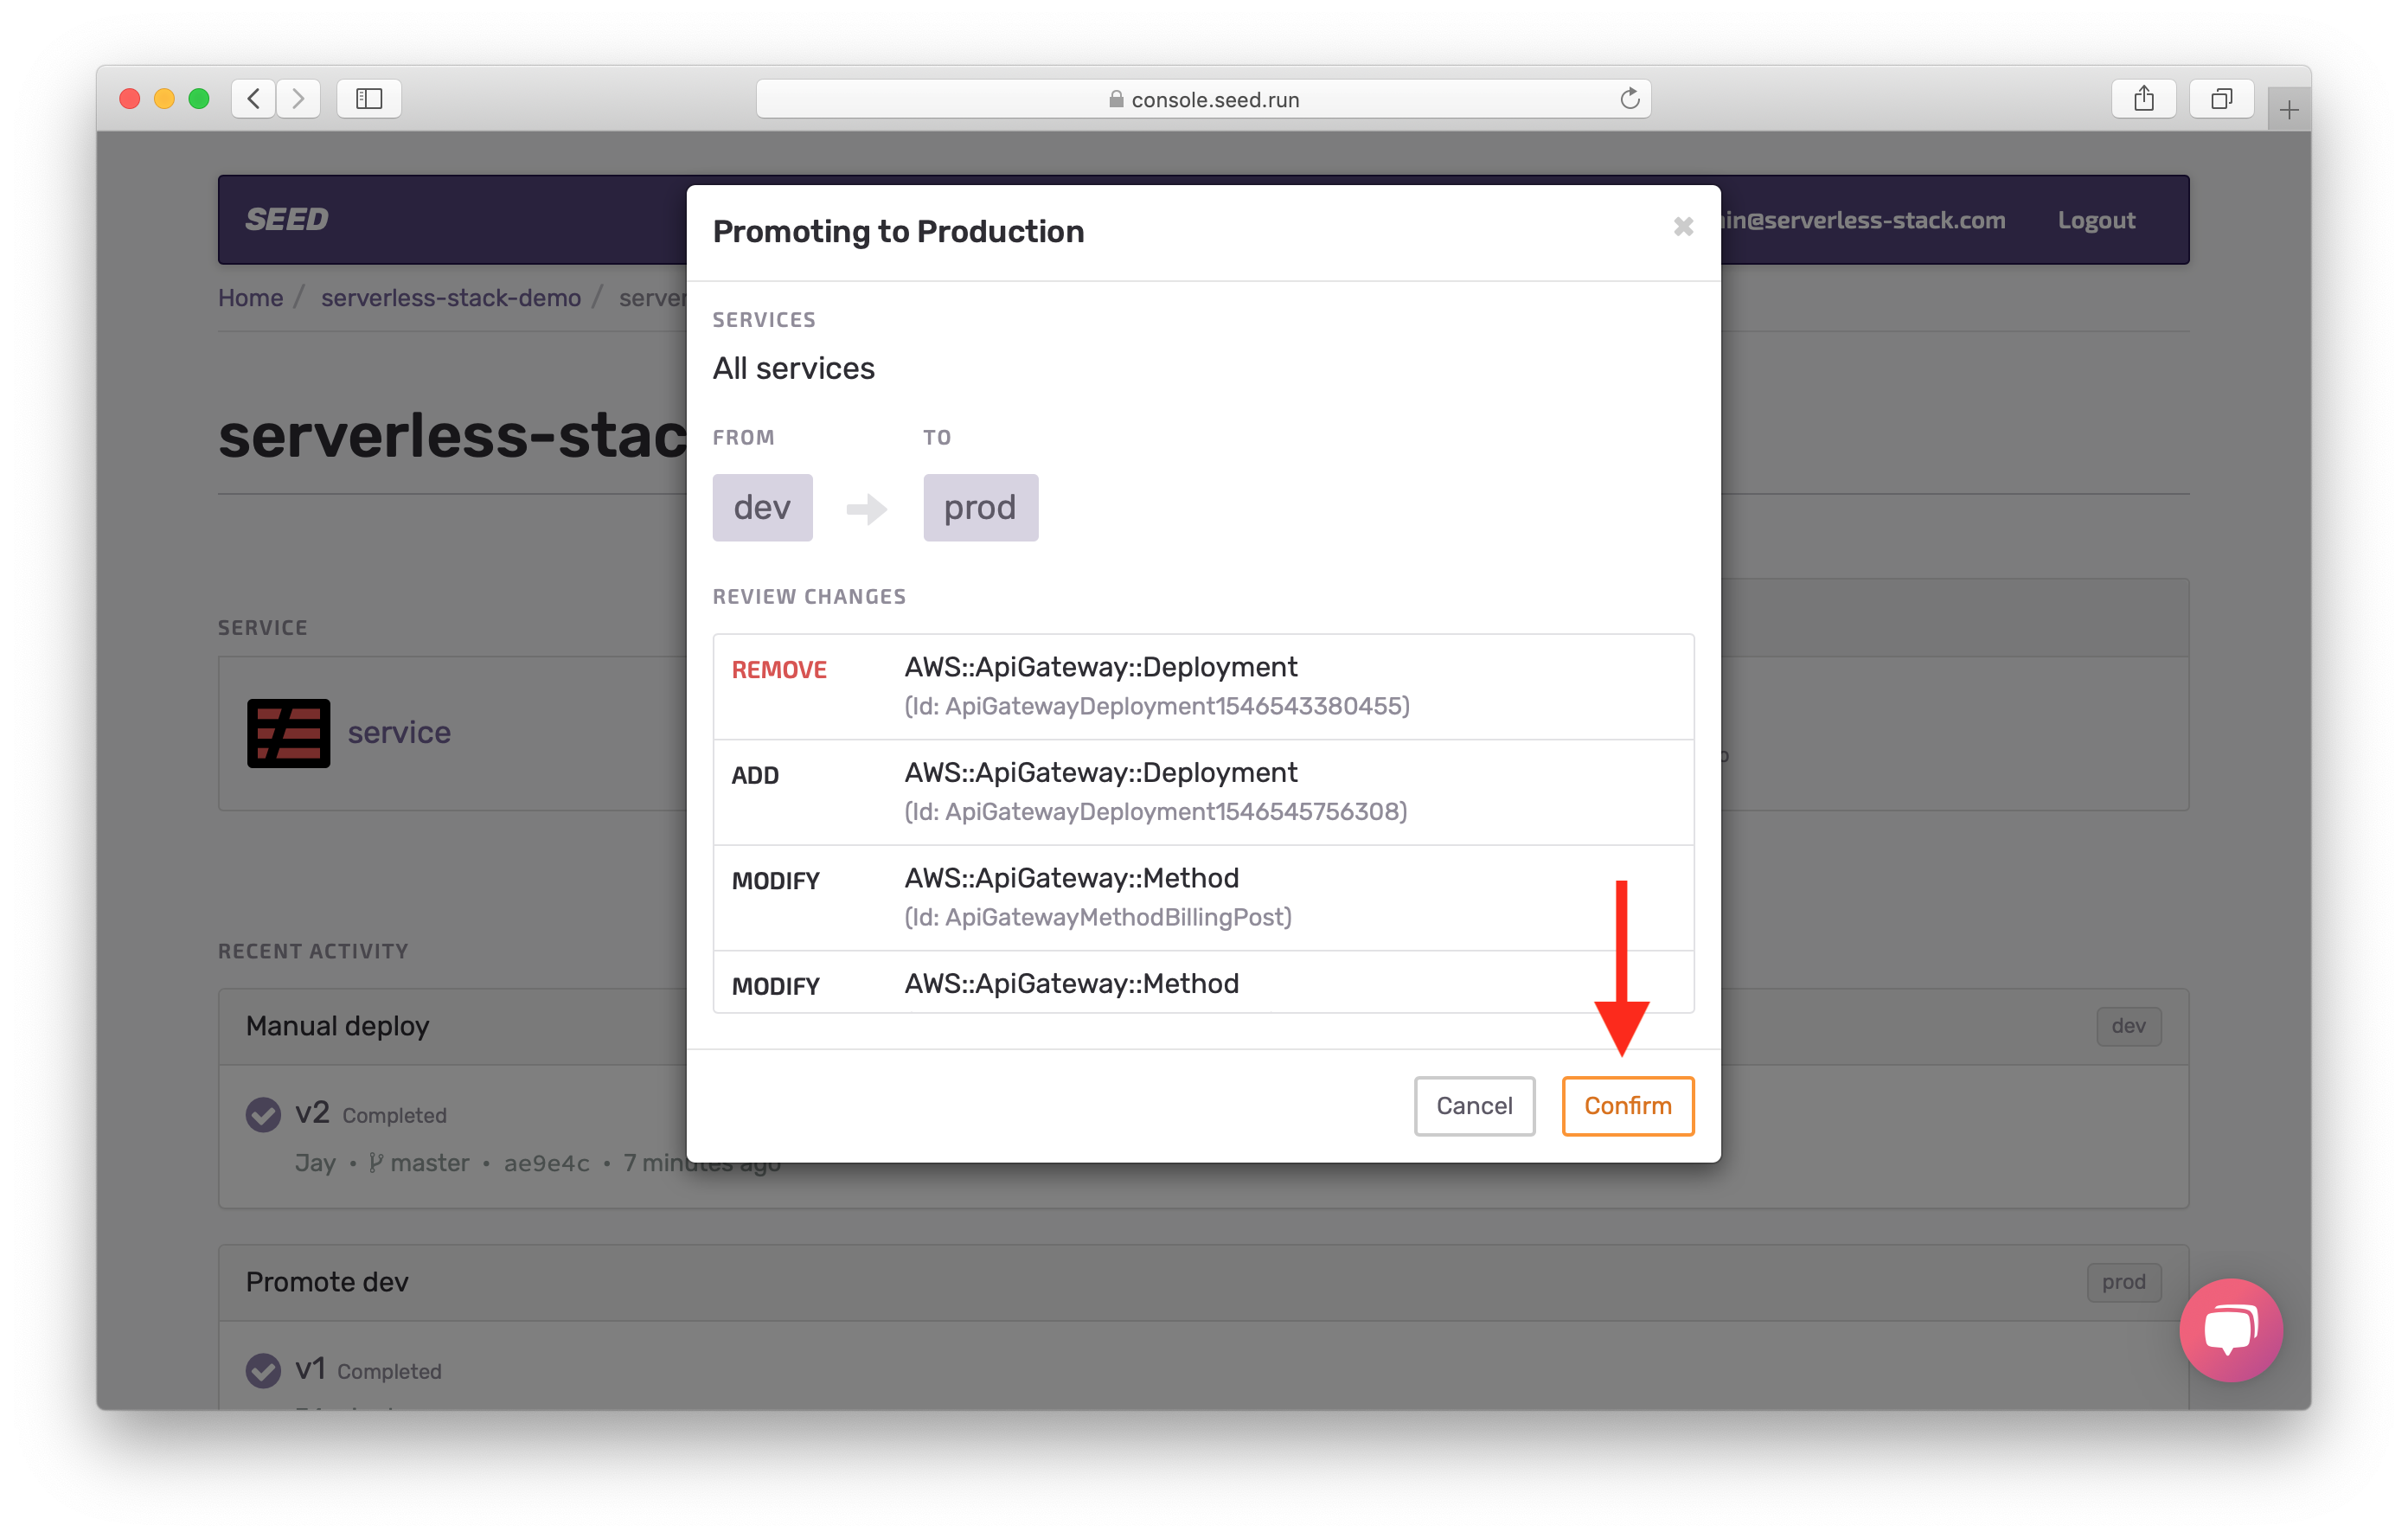 console.seed.run
SEED
in@serverless-stack.com
Logout
Home / serverless-stack-demo /
serverless-stac
SERVICE
service
RECENT ACTIVITY
Manual deploy
dev
v2 Completed
Jay • master • ae9e4c • 7 minutes ago
Promote dev
prod
v1 Completed
Promoting to Production
SERVICES
All services
FROM
TO
dev
prod
REVIEW CHANGES
REMOVE
AWS::ApiGateway::Deployment
(Id: ApiGatewayDeployment1546543380455)
ADD
AWS::ApiGateway::Deployment
(Id: ApiGatewayDeployment1546545756308)
MODIFY
AWS::ApiGateway::Method
(Id: ApiGatewayMethodBillingPost)
MODIFY
AWS::ApiGateway::Method
Cancel
Confirm